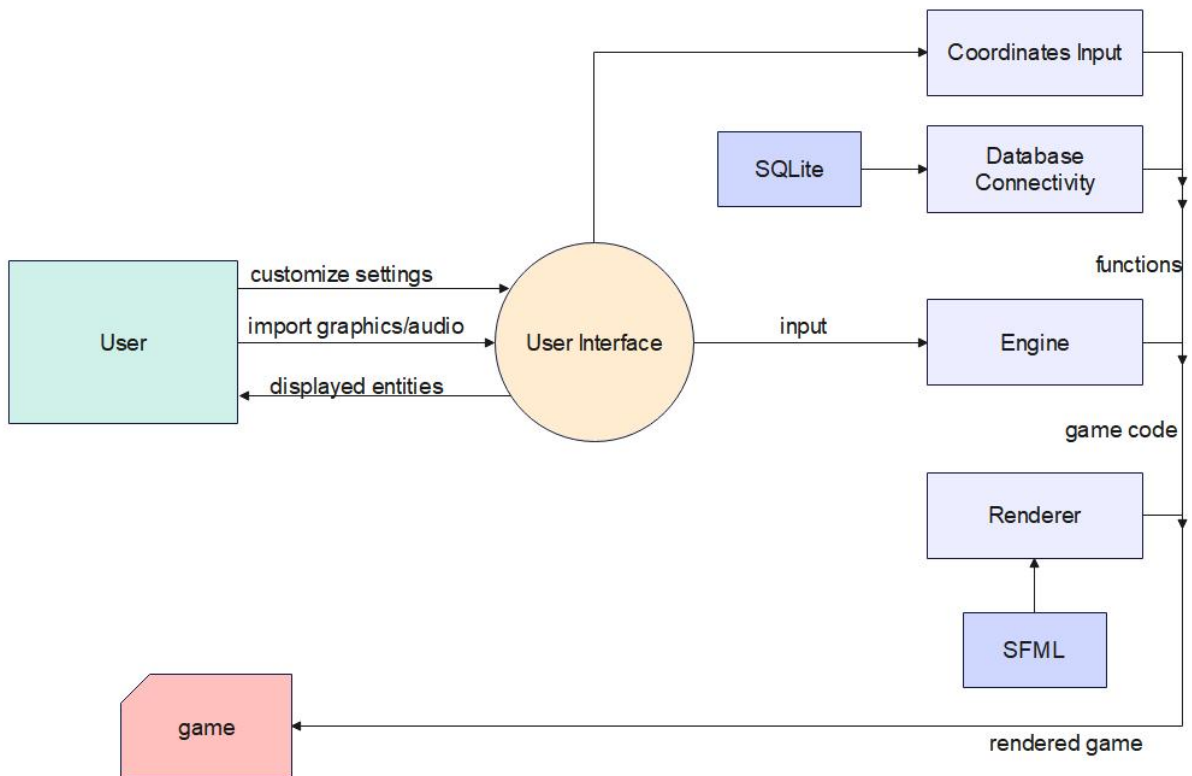 Coordinates Input
SQLite
Database
Connectivity
functions
customize settings
User
import graphics/audio
User Interface
input
Engine
displayed entities
game code
Renderer
SFML
game
rendered game